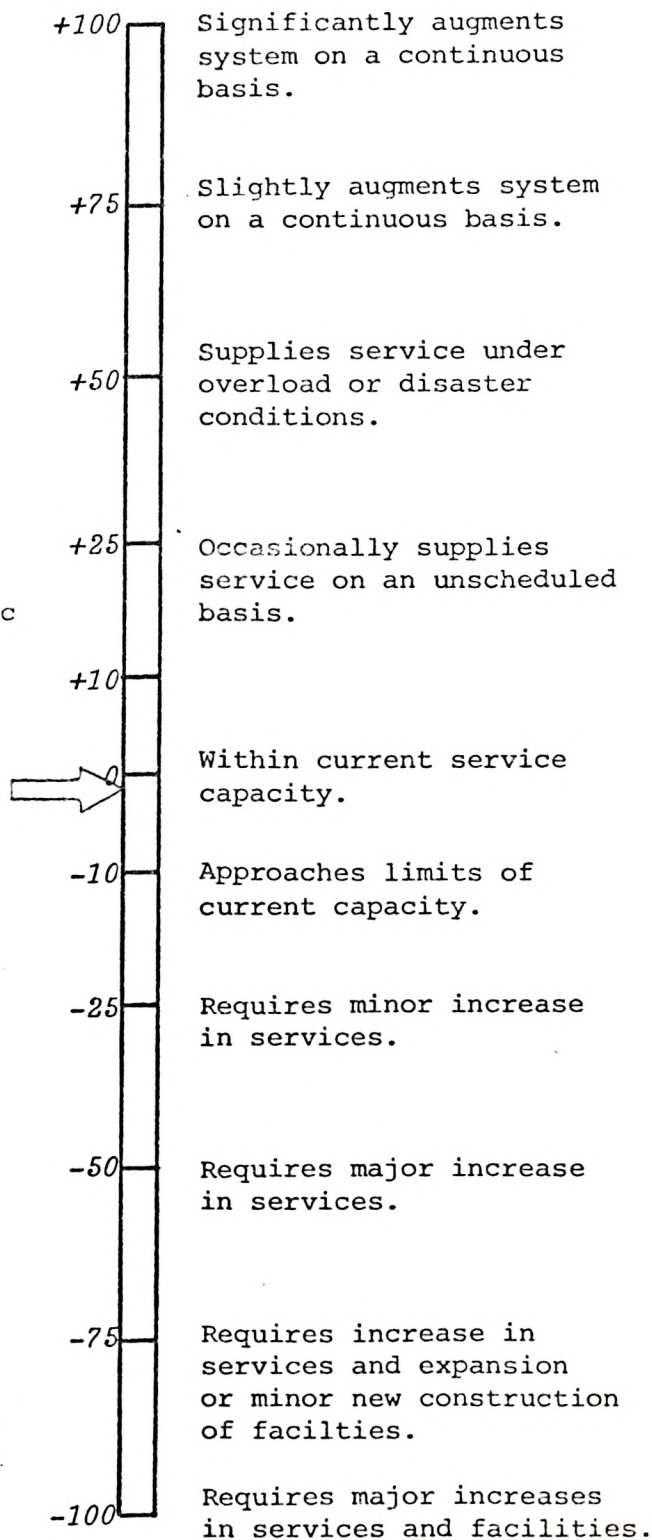 +100 Significantly augments
system on a continuous
basis.
+75 Slightly augments system
on a continuous basis.
+50 Supplies service under
overload or disaster
conditions.
+25 Occasionally supplies
service on an unscheduled
c basis.
+10
0 Within current service
capacity.
-10 Approaches limits of
current capacity.
-25 Requires minor increase
in services.
-50 Requires major increase
in services.
-75 Requires increase in
services and expansion
or minor new construction
of facilties.
-100 Requires major increases
in services and facilities.